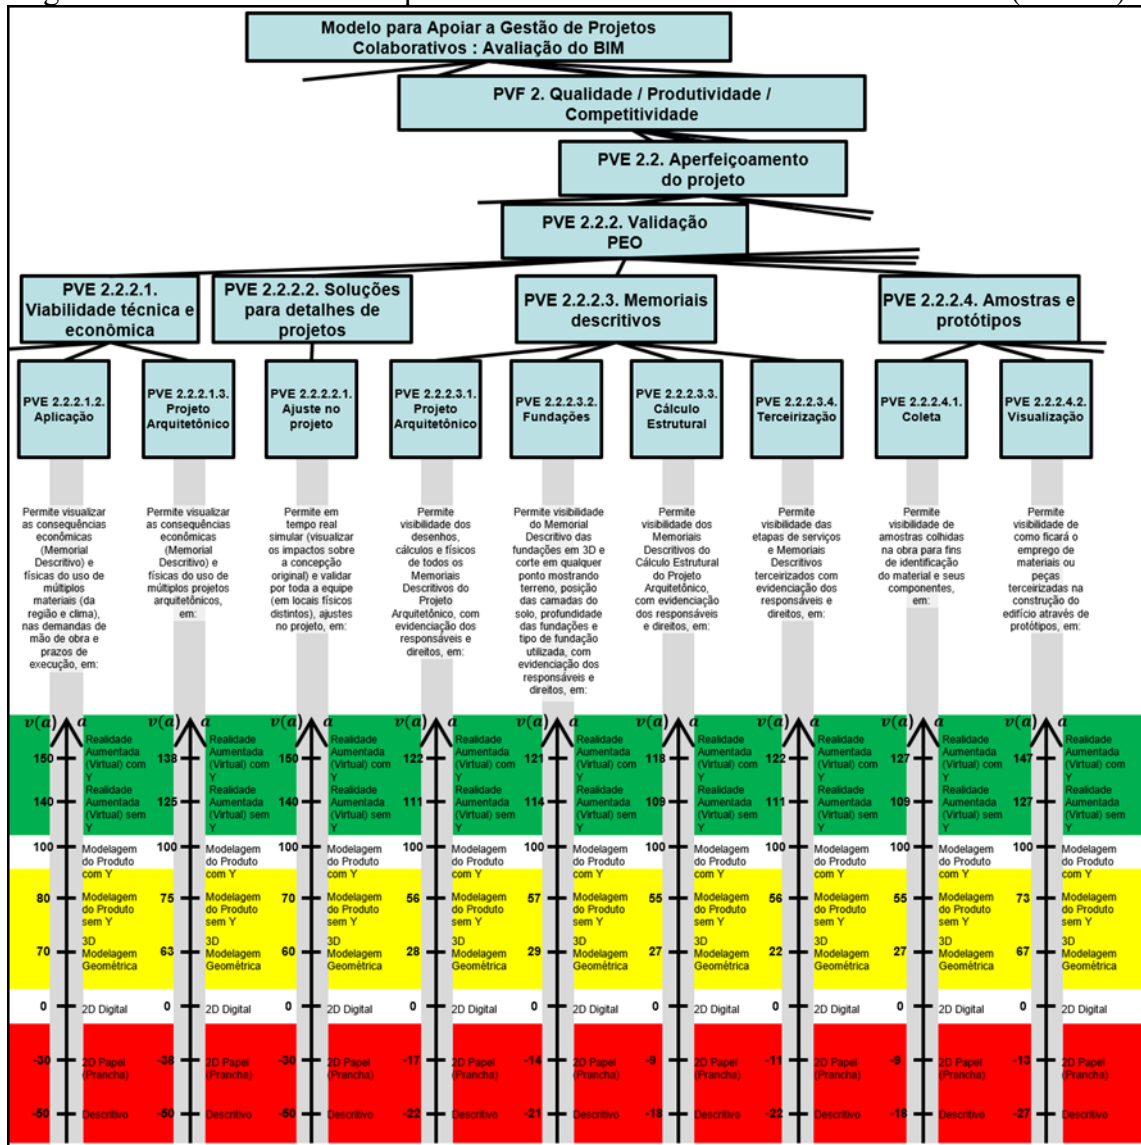 Modelo para Apoiar a Gestão de Projetos
Colaborativos : Avaliação do BIM
PVF 2. Qualidade / Produtividade /
Competitividade
PVE 2.2. Aperfeiçoamento
do projeto
PVE 2.2.2. Validação
PEO
PVE 2.2.2.1.
Viabilidade técnica e
econômica
PVE 2.2.2.2. Soluções
para detalhes de
projetos
PVE 2.2.2.3. Memoriais
descritivos
PVE 2.2.2.4. Amostras e
protótipos
PVE 2.2.2.1.2.
Aplicação
PVE 2.2.2.1.3.
Projeto
Arquitetônico
PVE 2.2.2.2.1.
Ajuste no
projeto
PVE 2.2.2.3.1.
Projeto
Arquitetônico
PVE 2.2.2.3.2.
Fundações
PVE 2.2.2.3.3.
Cálculo
Estrutural
PVE 2.2.2.3.4.
Terceirização
PVE 2.2.2.4.1.
Coleta
PVE 2.2.2.4.2.
Visualização
Permite visualizar
as consequências
econômicas
(Memorial
Descritivo) e
físicas do uso de
múltiplos
materiais (da
região e clima),
nas demandas de
mão de obra e
prazos de
execução, em:
Permite visualizar
as consequências
econômicas
(Memorial
Descritivo) e
físicas do uso de
múltiplos projetos
arquitetônicos,
em:
Permite em
tempo real
simular (visualizar
os impactos sobre
a concepção
original) e validar
por toda a equipe
(em locais físicos
distintos), ajustes
no projeto, em:
Permite
visibilidade dos
desenhos,
cálculos e físicos
de todos os
Memoriais
Descritivos do
Projeto
Arquitetônico, com
evidenciação dos
responsáveis e
direitos, em:
Permite visibilidade
do Memorial
Descritivo das
fundações em 3D e
corte em qualquer
ponto mostrando
terreno, posição
das camadas do
solo, profundidade
das fundações e
tipo de fundação
utilizada, com
evidenciação dos
responsáveis e
direitos, em:
Permite
visibilidade dos
Memoriais
Descritivos do
Cálculo Estrutural
do Projeto
Arquitetônico,
com evidenciação
dos responsáveis
e direitos, em:
Permite
visibilidade das
etapas de serviços
e Memoriais
Descritivos
terceirizados com
evidenciação dos
responsáveis e
direitos, em:
Permite
visibilidade de
amostras colhidas
na obra para fins
de identificação
do material e seus
componentes,
em:
Permite
visibilidade de
como ficará o
emprego de
materiais ou
peças
terceirizadas na
construção do
edifício através de
protótipos, em:
v(a) a v(a) a v(a) a v(a) a v(a) a v(a) a v(a) a v(a) a v(a) a
Realidade Realidade Realidade Realidade Realidade Realidade Realidade Realidade Realidade
Aumentada Aumentada Aumentada Aumentada Aumentada Aumentada Aumentada Aumentada Aumentada
150 (Virtual) com 138 (Virtual) com 150 (Virtual) com 122 (Virtual) com 121 (Virtual) com 118 (Virtual) com 122 (Virtual) com 127 (Virtual) com 147 (Virtual) com
Y Y Y Y Y Y Y Y Y
Realidade Realidade Realidade Realidade Realidade Realidade Realidade Realidade Realidade
140 Aumentada 125 Aumentada 140 Aumentada 111 Aumentada 114 Aumentada 109 Aumentada 111 Aumentada 109 Aumentada 127 Aumentada
(Virtual) sem (Virtual) sem (Virtual) sem (Virtual) sem (Virtual) sem (Virtual) sem (Virtual) sem (Virtual) sem (Virtual) sem
Y Y Y Y Y Y Y Y Y
100 Modelagem 100 Modelagem 100 Modelagem 100 Modelagem 100 Modelagem 100 Modelagem 100 Modelagem 100 Modelagem 100 Modelagem
do Produto do Produto do Produto do Produto do Produto do Produto do Produto do Produto do Produto
com Y com Y com Y com Y com Y com Y com Y com Y com Y
80 Modelagem 75 Modelagem 70 Modelagem 56 Modelagem 57 Modelagem 55 Modelagem 56 Modelagem 55 Modelagem 73 Modelagem
do Produto do Produto do Produto do Produto do Produto do Produto do Produto do Produto do Produto
sem Y sem Y sem Y sem Y sem Y sem Y sem Y sem Y sem Y
3D 3D 3D 3D 3D 3D 3D 3D 3D
70 Modelagem 63 Modelagem 60 Modelagem 28 Modelagem 29 Modelagem 27 Modelagem 22 Modelagem 27 Modelagem 67 Modelagem
Geométrica Geométrica Geométrica Geométrica Geométrica Geométrica Geométrica Geométrica Geométrica
0 2D Digital 0 2D Digital 0 2D Digital 0 2D Digital 0 2D Digital 0 2D Digital 0 2D Digital 0 2D Digital 0 2D Digital
-30 2D Papel -38 2D Papel -30 2D Papel -17 2D Papel -14 2D Papel -9 2D Papel -11 2D Papel -9 2D Papel -13 2D Papel
(Prancha) (Prancha) (Prancha) (Prancha) (Prancha) (Prancha) (Prancha) (Prancha) (Prancha)
-50 Descritivo -50 Descritivo -50 Descritivo -22 Descritivo -21 Descritivo -18 Descritivo -22 Descritivo -18 Descritivo -27 Descritivo